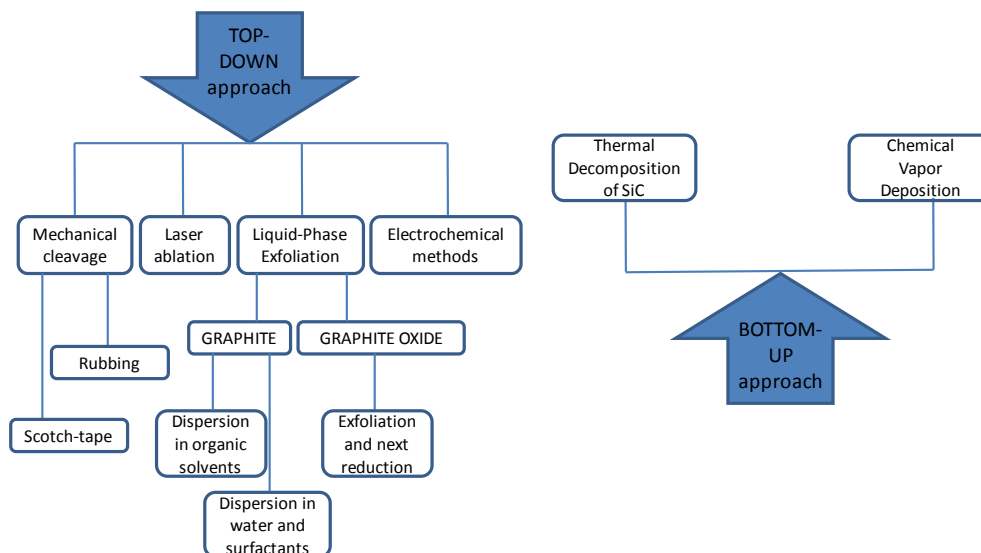 TOP-
DOWN
approach
Mechanical
cleavage
Laser
ablation
Liquid-Phase
Exfoliation
Electrochemical
methods
GRAPHITE
GRAPHITE OXIDE
Rubbing
Scotch-tape
Dispersion
in organic
solvents
Exfoliation
and next
reduction
Dispersion in
water and
surfactants
Thermal
Decomposition
of SiC
Chemical
Vapor
Deposition
BOTTOM-
UP
approach